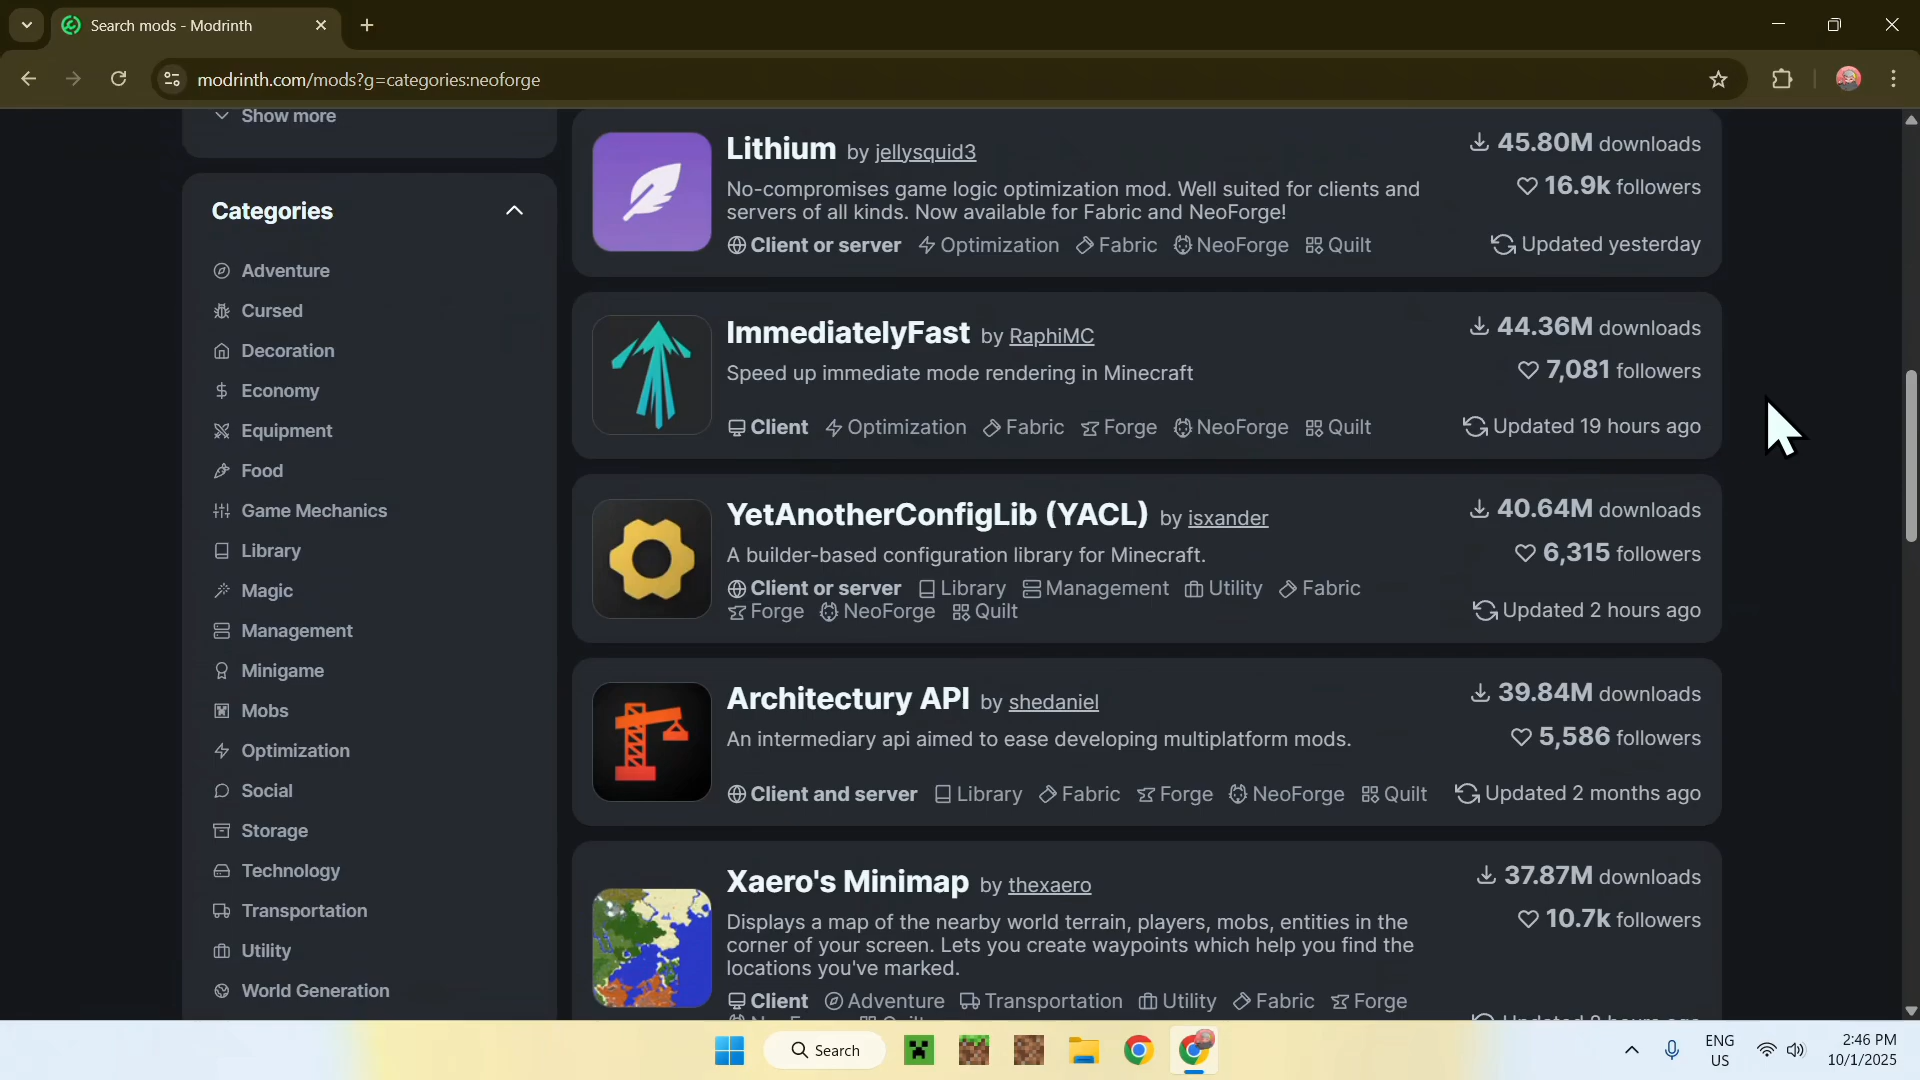 Search mods - Modrinth
modrinth.com/mods?g=categories:neoforge
Show more
Categories
Adventure
Cursed
Decoration
Economy
Equipment
Food
Game Mechanics
Library
Magic
Management
Minigame
Mobs
Optimization
Social
Storage
Technology
Transportation
Utility
World Generation
Lithium by jellysquid3
45.80M downloads
16.9k followers
No-compromises game logic optimization mod. Well suited for clients and
servers of all kinds. Now available for Fabric and NeoForge!
Client or server Optimization Fabric NeoForge Quilt
Updated yesterday
ImmediatelyFast by RaphiMC
44.36M downloads
7,081 followers
Speed up immediate mode rendering in Minecraft
Client Optimization Fabric Forge NeoForge Quilt
Updated 19 hours ago
YetAnotherConfigLib (YACL) by isxander
40.64M downloads
6,315 followers
A builder-based configuration library for Minecraft.
Client or server Library Management Utility Fabric
Forge NeoForge Quilt
Updated 2 hours ago
Architectury API by shedaniel
39.84M downloads
5,586 followers
An intermediary api aimed to ease developing multiplatform mods.
Client and server Library Fabric Forge NeoForge Quilt
Updated 2 months ago
Xaero's Minimap by thexaero
37.87M downloads
10.7k followers
Displays a map of the nearby world terrain, players, mobs, entities in the
corner of your screen. Lets you create waypoints which help you find the
locations you've marked.
Client Adventure Transportation Utility Fabric Forge
Search
ENG
US
2:46 PM
10/1/2025